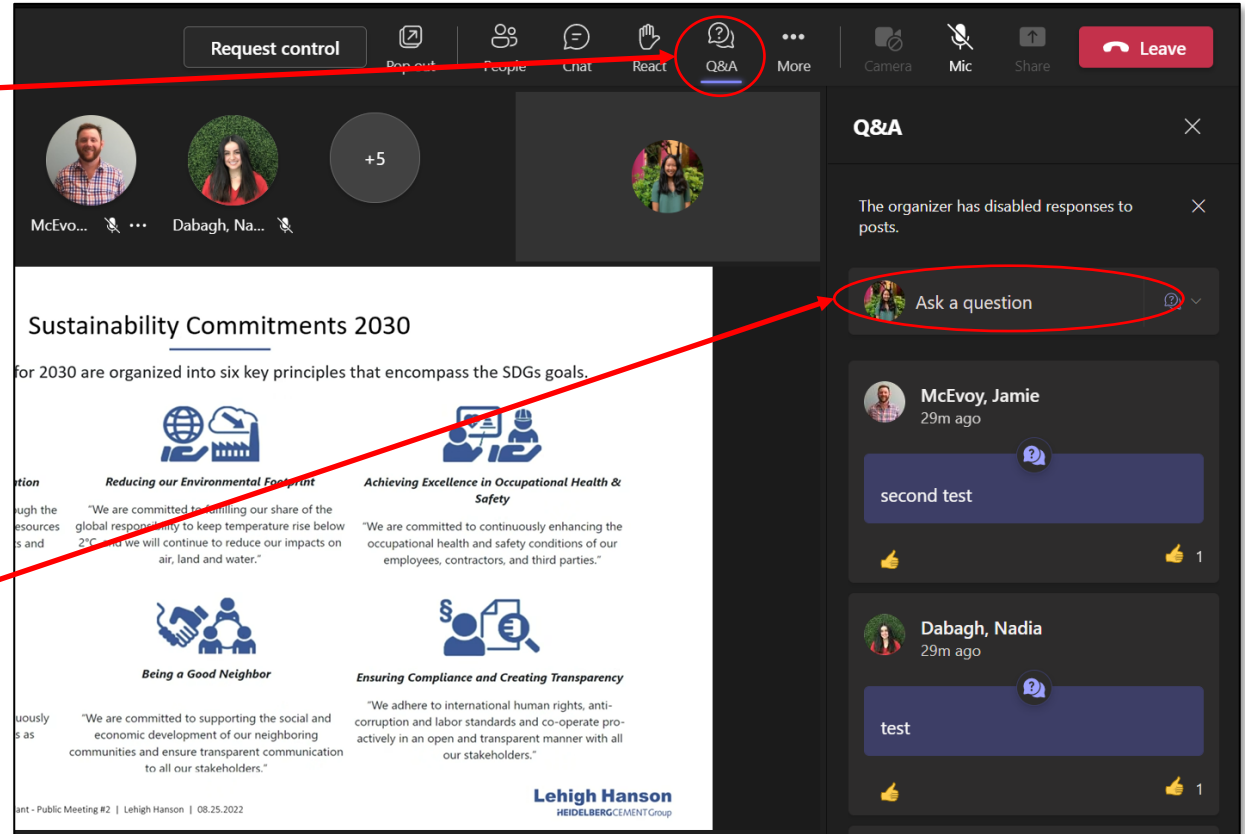 Request control
Pop out
People
Chat
React
Q&A
More
Camera
Mic
Share
Leave
+5
McEvo...
Dabagh, Na...
Q&A
The organizer has disabled responses to
posts.
Ask a question
McEvoy, Jamie
29m ago
second test
1
Dabagh, Nadia
29m ago
test
1
Sustainability Commitments 2030
for 2030 are organized into six key principles that encompass the SDGs goals.
Reducing our Environmental Footprint
"We are committed to fulfilling our share of the
global responsibility to keep temperature rise below
2°C, and we will continue to reduce our impacts on
air, land and water."
Achieving Excellence in Occupational Health &
Safety
"We are committed to continuously enhancing the
occupational health and safety conditions of our
employees, contractors, and third parties."
ough the
esources
s and
Being a Good Neighbor
"We are committed to supporting the social and
economic development of our neighboring
communities and ensure transparent communication
to all our stakeholders."
Ensuring Compliance and Creating Transparency
"We adhere to international human rights, anti-
corruption and labor standards and co-operate pro-
actively in an open and transparent manner with all
our stakeholders."
uously
s as
ant - Public Meeting #2 | Lehigh Hanson | 08.25.2022
Lehigh Hanson
HEIDELBERGCEMENTGroup